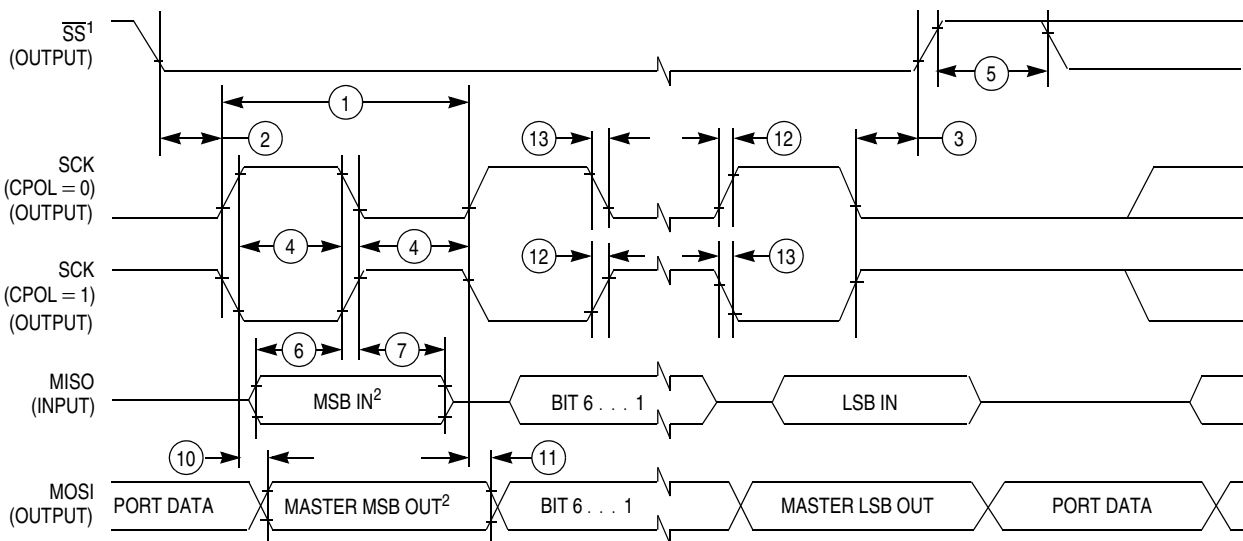 SS¹
(OUTPUT)
5
1
2
13
12
3
SCK
(CPOL = 0)
(OUTPUT)
4
4
12
13
SCK
(CPOL = 1)
(OUTPUT)
6
7
MISO
(INPUT)
MSB IN²
BIT 6 . . . 1
LSB IN
10
11
MOSI
(OUTPUT)
PORT DATA
MASTER MSB OUT²
BIT 6 . . . 1
MASTER LSB OUT
PORT DATA